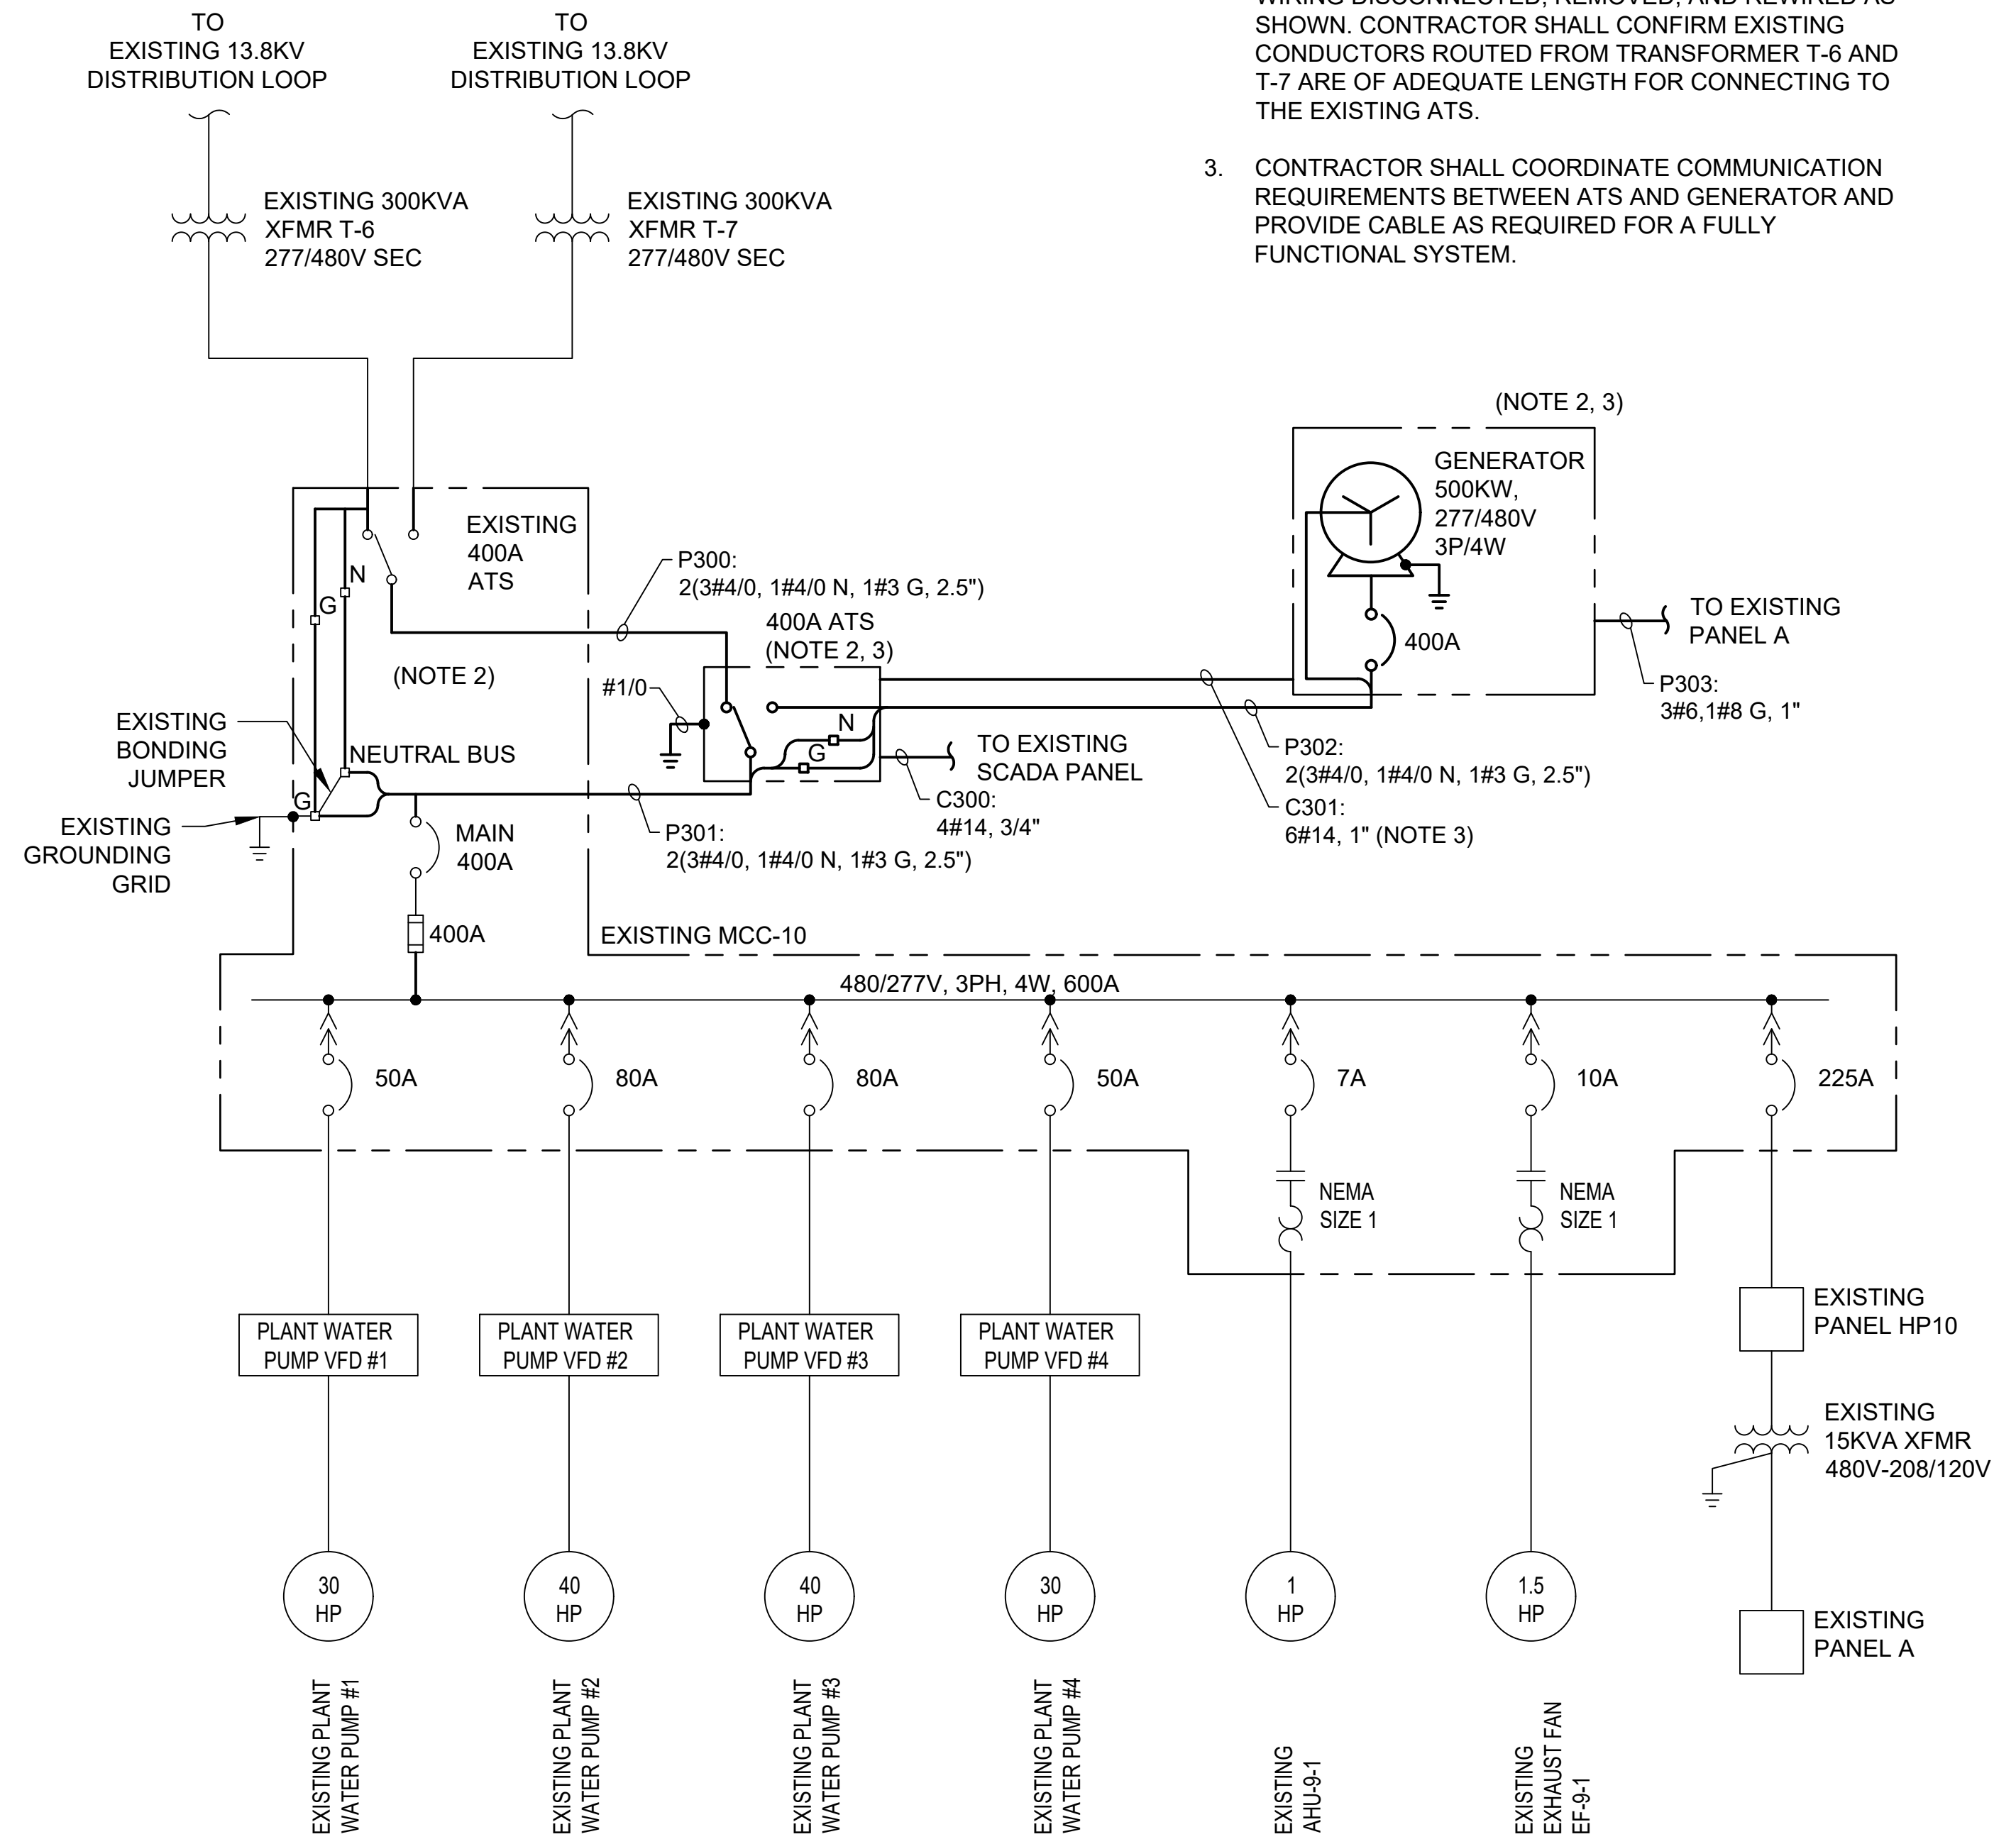 WIRING DISCONNECTED, REMOVED, AND REWIRED AS
SHOWN. CONTRACTOR SHALL CONFIRM EXISTING
CONDUCTORS ROUTED FROM TRANSFORMER T-6 AND
T-7 ARE OF ADEQUATE LENGTH FOR CONNECTING TO
THE EXISTING ATS.
3. CONTRACTOR SHALL COORDINATE COMMUNICATION
REQUIREMENTS BETWEEN ATS AND GENERATOR AND
PROVIDE CABLE AS REQUIRED FOR A FULLY
FUNCTIONAL SYSTEM.
TO
EXISTING 13.8KV
DISTRIBUTION LOOP
TO
EXISTING 13.8KV
DISTRIBUTION LOOP
EXISTING 300KVA
XFMR T-6
277/480V SEC
EXISTING 300KVA
XFMR T-7
277/480V SEC
(NOTE 2, 3)
GENERATOR
500KW,
277/480V
3P/4W
400A
TO EXISTING
PANEL A
P303:
3#6,1#8 G, 1"
EXISTING
400A
ATS
N
G
(NOTE 2)
P300:
2(3#4/0, 1#4/0 N, 1#3 G, 2.5")
400A ATS
(NOTE 2, 3)
#1/0
N
G
TO EXISTING
SCADA PANEL
C300:
4#14, 3/4"
P302:
2(3#4/0, 1#4/0 N, 1#3 G, 2.5")
C301:
6#14, 1" (NOTE 3)
EXISTING
BONDING
JUMPER
NEUTRAL BUS
G
EXISTING
GROUNDING
GRID
MAIN
400A
P301:
2(3#4/0, 1#4/0 N, 1#3 G, 2.5")
400A
EXISTING MCC-10
480/277V, 3PH, 4W, 600A
50A
80A
80A
50A
7A
10A
225A
NEMA
SIZE 1
NEMA
SIZE 1
PLANT WATER
PUMP VFD #1
PLANT WATER
PUMP VFD #2
PLANT WATER
PUMP VFD #3
PLANT WATER
PUMP VFD #4
EXISTING
PANEL HP10
EXISTING
15KVA XFMR
480V-208/120V
30
HP
40
HP
40
HP
30
HP
1
HP
1.5
HP
EXISTING
PANEL A
EXISTING PLANT
WATER PUMP #1
EXISTING PLANT
WATER PUMP #2
EXISTING PLANT
WATER PUMP #3
EXISTING PLANT
WATER PUMP #4
EXISTING
AHU-9-1
EXISTING
EXHAUST FAN
EF-9-1